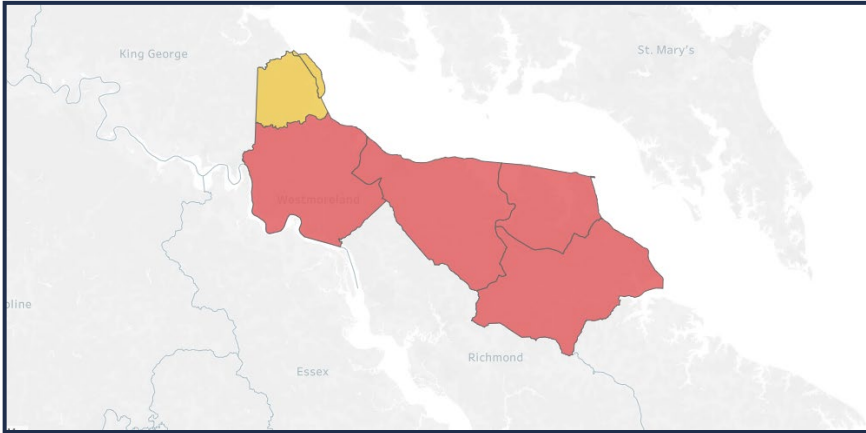 King George
St. Mary's
Westmoreland
oline
Richmond
Essex